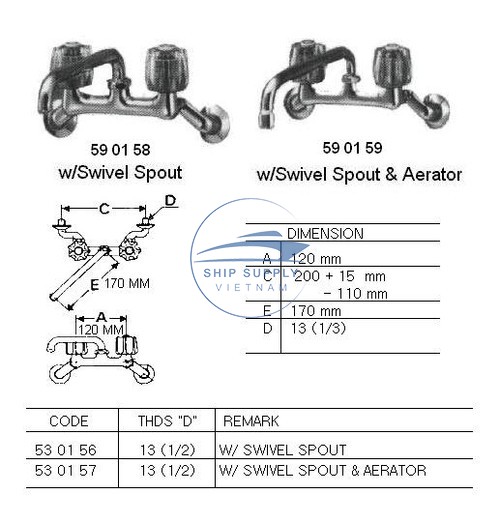 59 01 58
w/Swivel Spout
59 01 59
w/Swivel Spout & Aerator
C
D
E 170 MM
A
120 MM
SHIP SUPPLY
VIETNAM
DIMENSION
A 120 mm
C 200 + 15 mm
- 110 mm
E 170 mm
D 13 (1/3)
CODE THDS "D" REMARK
53 01 56 13 (1/2) W/ SWIVEL SPOUT
53 01 57 13 (1/2) W/ SWIVEL SPOUT & AERATOR